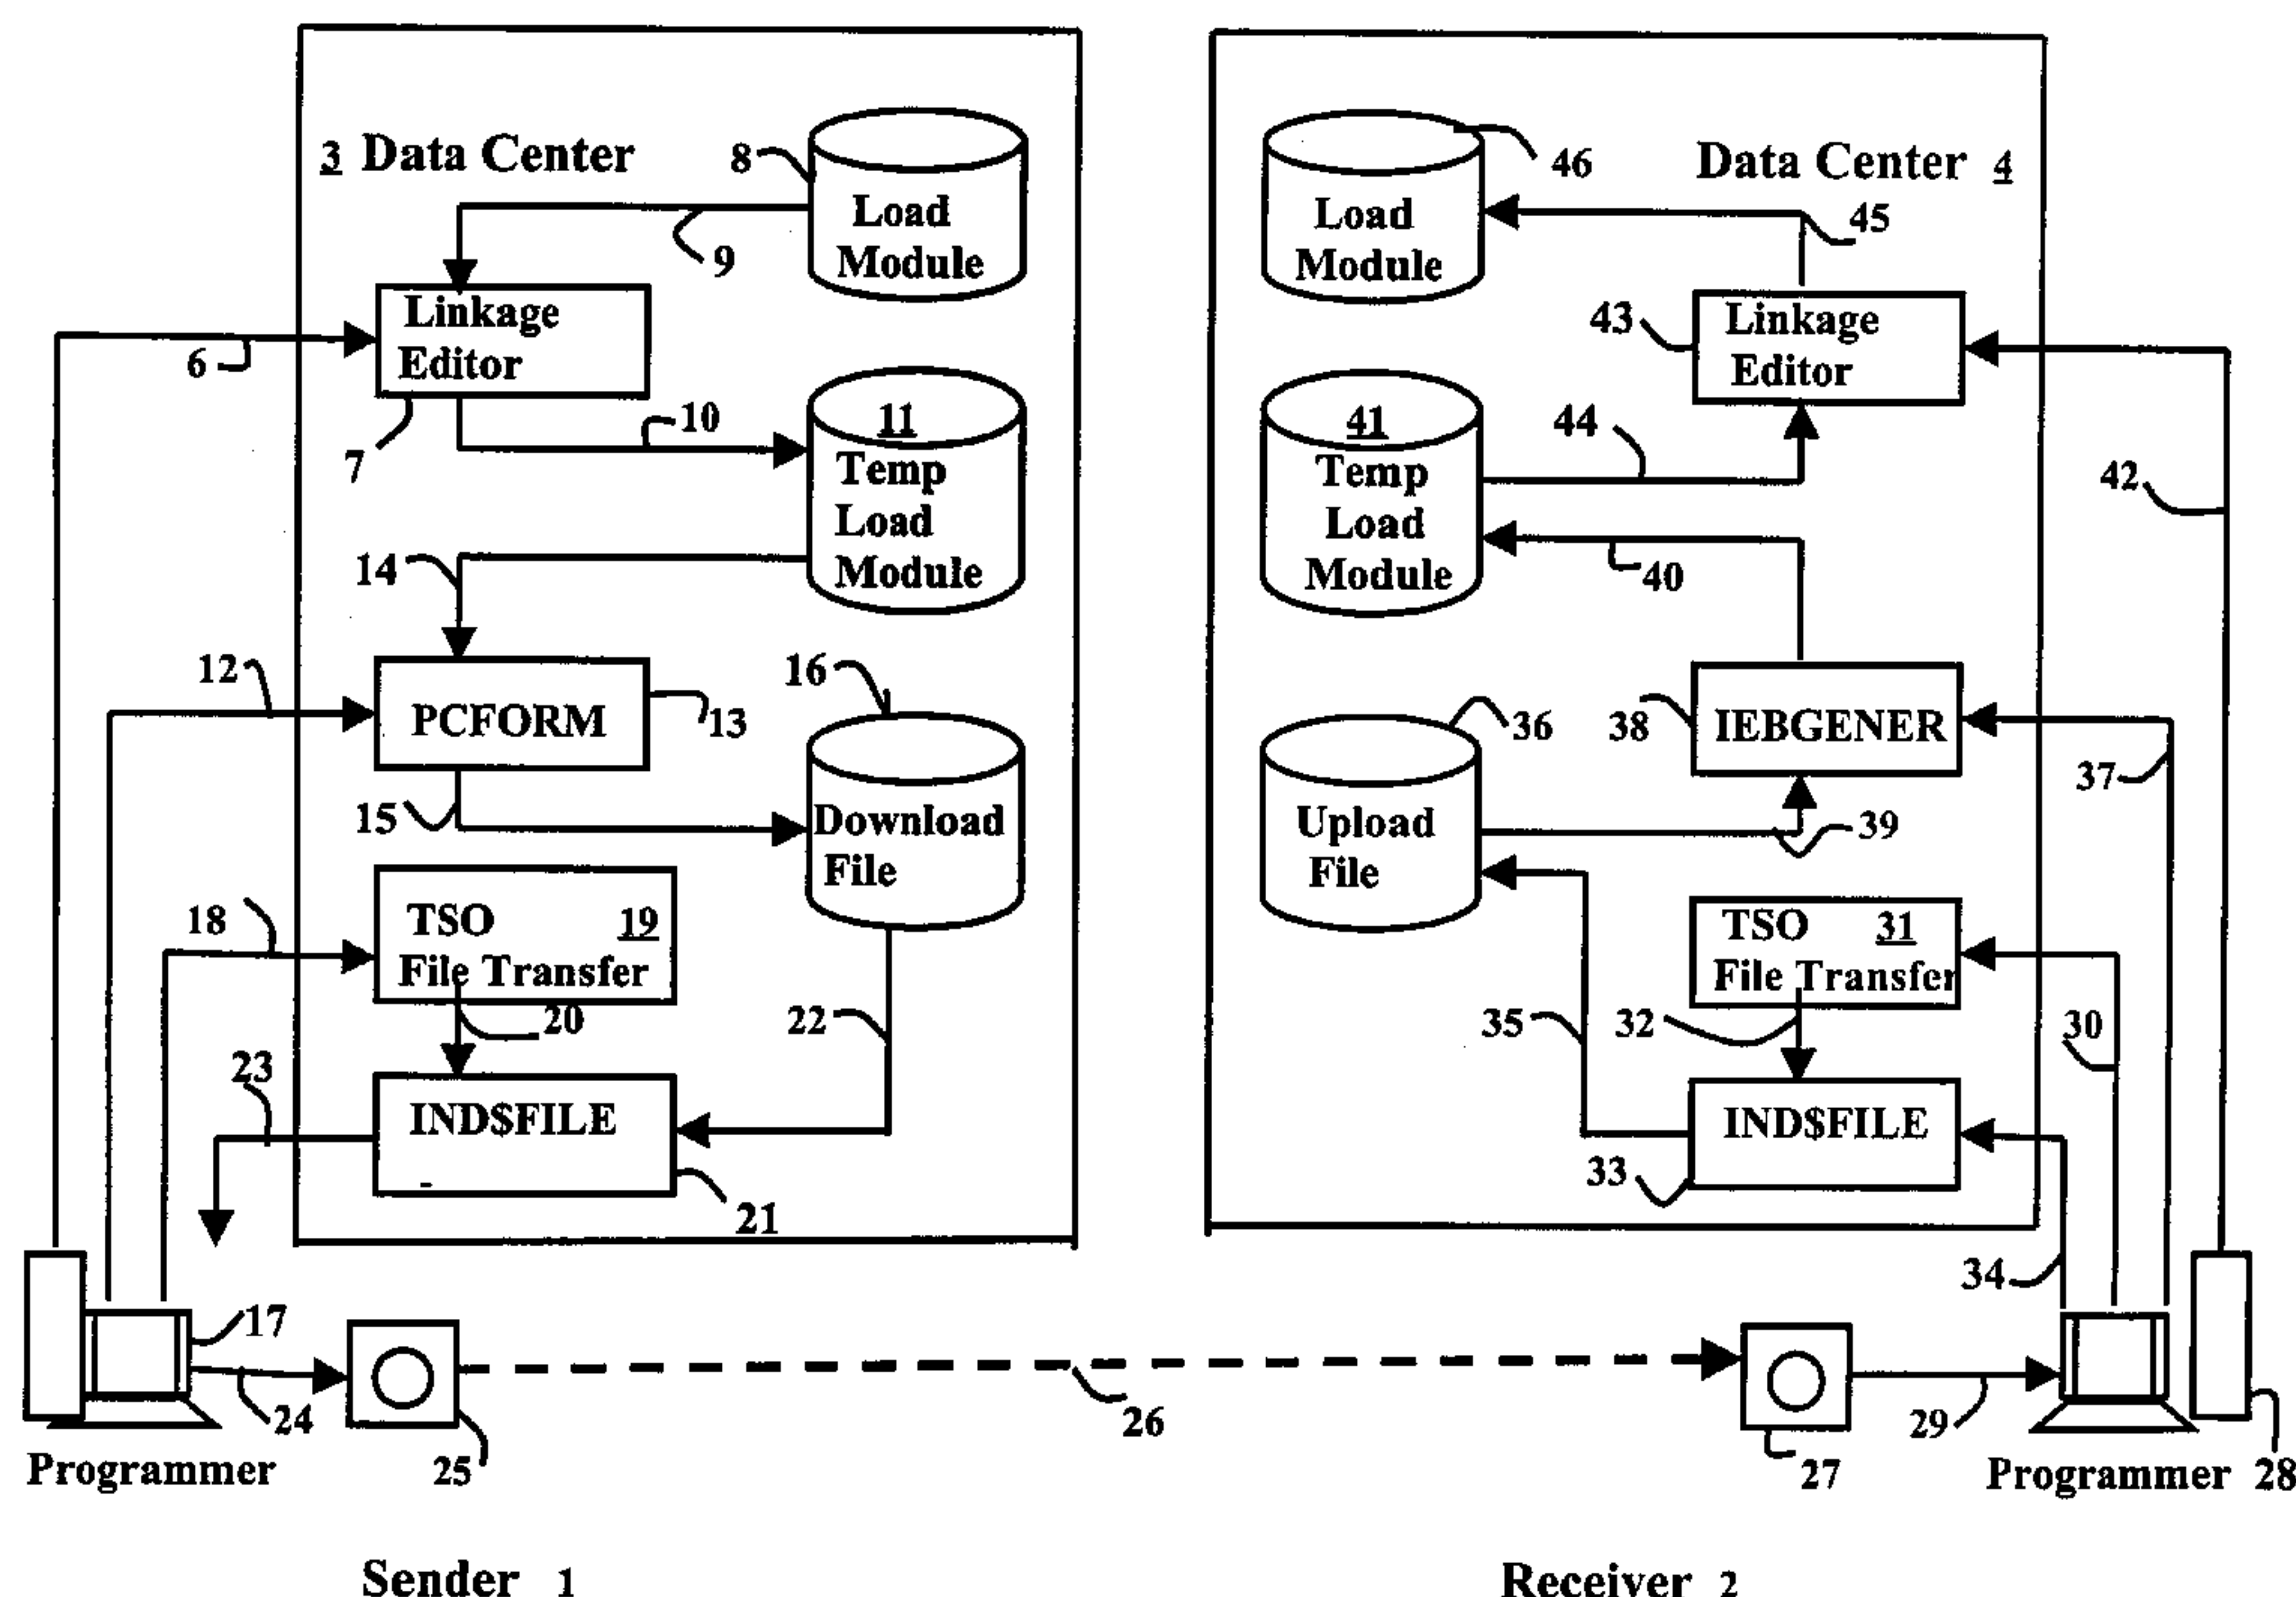 3 Data Center
8
Load
Module
9
Linkage
Editor
6
7
10
11
Temp
Load
Module
14
12
PCFORM
13
16
15
Download
File
18
TSO 19
File Transfer
20
22
23
IND$FILE
21
17
24
25
Programmer
Sender 1
26
Data Center 4
46
Load
Module
45
43
Linkage
Editor
41
Temp
Load
Module
44
42
40
36
38
IEBGENER
37
Upload
File
39
TSO 31
File Transfer
35
32
30
IND$FILE
33
34
27
29
Programmer 28
Receiver 2